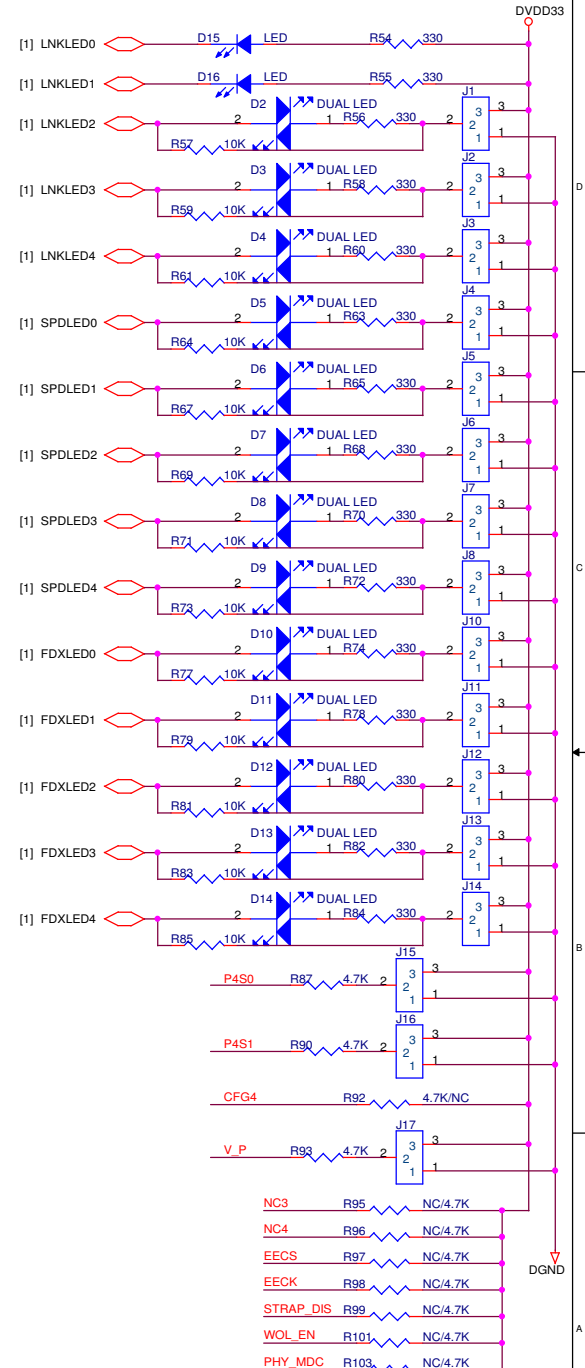 DVDD33
[1] LNKLED0 D15 LED R54 330
[1] LNKLED1 D16 LED R55 330
[1] LNKLED2 2 D2 DUAL LED 1 R56 330 2 J1 3 2 1 3 1
R57 10K
[1] LNKLED3 2 D3 DUAL LED 1 R58 330 2 J2 3 2 1 3 1
R59 10K
D
[1] LNKLED4 2 D4 DUAL LED 1 R60 330 2 J3 3 2 1 3 1
R61 10K
[1] SPDLED0 2 D5 DUAL LED 1 R63 330 2 J4 3 2 1 3 1
R64 10K
[1] SPDLED1 2 D6 DUAL LED 1 R65 330 2 J5 3 2 1 3 1
R67 10K
[1] SPDLED2 2 D7 DUAL LED 1 R68 330 2 J6 3 2 1 3 1
R69 10K
[1] SPDLED3 2 D8 DUAL LED 1 R70 330 2 J7 3 2 1 3 1
R71 10K
C
[1] SPDLED4 2 D9 DUAL LED 1 R72 330 2 J8 3 2 1 3 1
R73 10K
[1] FDXLED0 2 D10 DUAL LED 1 R74 330 2 J10 3 2 1 3 1
R77 10K
[1] FDXLED1 2 D11 DUAL LED 1 R78 330 2 J11 3 2 1 3 1
R79 10K
[1] FDXLED2 2 D12 DUAL LED 1 R80 330 2 J12 3 2 1 3 1
R81 10K
[1] FDXLED3 2 D13 DUAL LED 1 R82 330 2 J13 3 2 1 3 1
R83 10K
[1] FDXLED4 2 D14 DUAL LED 1 R84 330 2 J14 3 2 1 3 1
R85 10K
B
P4S0 R87 4.7K 2 J15 3 2 1 3 1
P4S1 R90 4.7K 2 J16 3 2 1 3 1
CFG4 R92 4.7K/NC
V_P R93 4.7K 2 J17 3 2 1 3 1
NC3 R95 NC/4.7K
NC4 R96 NC/4.7K
EECS R97 NC/4.7K
DGND
EECK R98 NC/4.7K
STRAP_DIS R99 NC/4.7K
A
WOL_EN R101 NC/4.7K
PHY_MDC R103 NC/4.7K